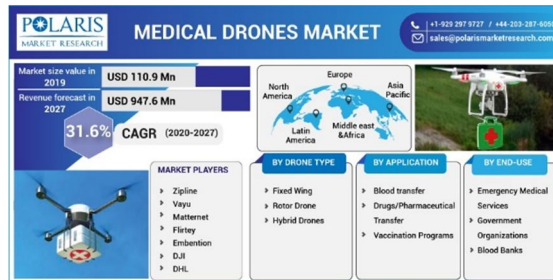 POLARIS
MARKET RESEARCH
MEDICAL DRONES MARKET
+1-929 297 9727 / +44-203-287-6050
sales@polarismarketresearch.com
Market size value in
2019
USD 110.9 Mn
Revenue forecast in
2027
USD 947.6 Mn
31.6%
CAGR (2020-2027)
North
America
Europe
Asia
Pacific
Latin
America
Middle east
&Africa
MARKET PLAYERS
Zipline
Vayu
Matternet
Flirtey
Embention
DJI
DHL
BY DRONE TYPE
Fixed Wing
Rotor Drone
Hybrid Drones
BY APPLICATION
Blood transfer
Drugs/Pharmaceutical
Transfer
Vaccination Programs
BY END-USE
Emergency Medical
Services
Government
Organizations
Blood Banks